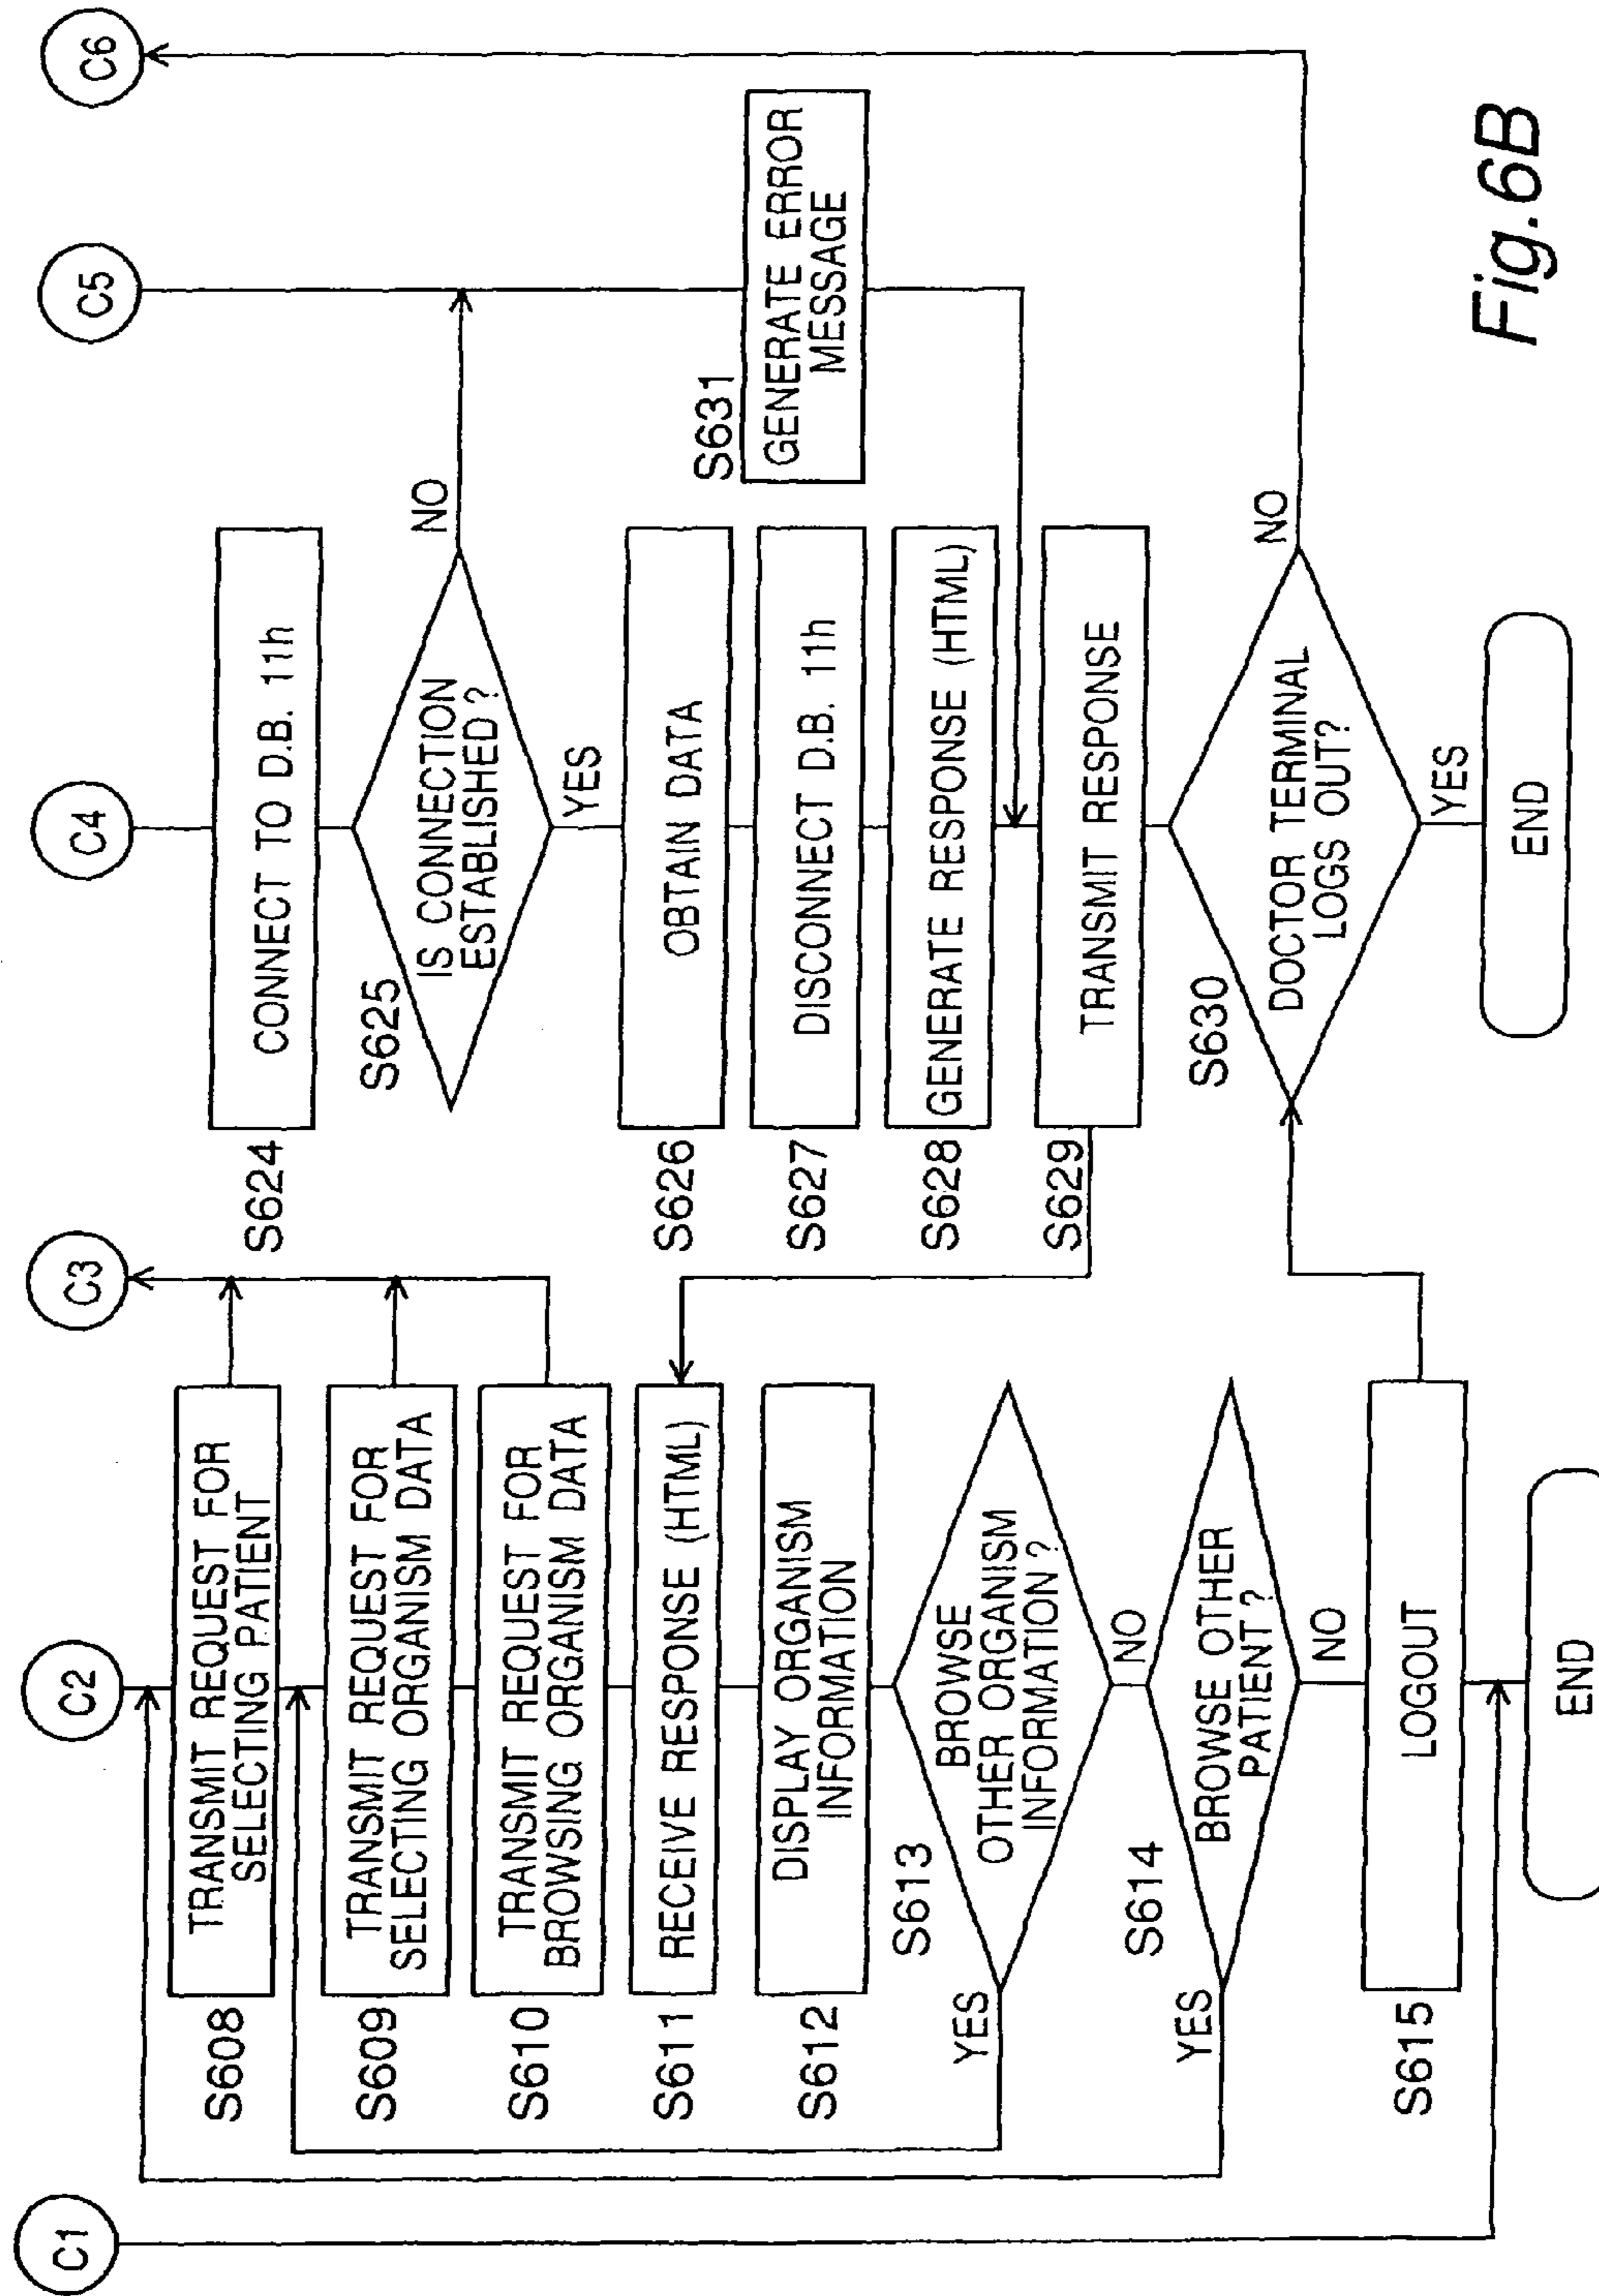 C1
C2
C3
C4
C5
C6
S608
TRANSMIT REQUEST FOR
SELECTING PATIENT
S609
TRANSMIT REQUEST FOR
SELECTING ORGANISM DATA
S610
TRANSMIT REQUEST FOR
BROWSING ORGANISM DATA
S611
RECEIVE RESPONSE (HTML)
S612
DISPLAY ORGANISM
INFORMATION
S613
BROWSE
OTHER ORGANISM
INFORMATION ?
YES
NO
S614
BROWSE OTHER
PATIENT ?
YES
NO
S615
LOGOUT
END
S624
CONNECT TO D.B. 11h
S625
IS CONNECTION
ESTABLISHED ?
NO
YES
S626
OBTAIN DATA
S627
DISCONNECT D.B. 11h
S628
GENERATE RESPONSE (HTML)
S629
TRANSMIT RESPONSE
S630
DOCTOR TERMINAL
LOGS OUT?
NO
YES
END
S631
GENERATE ERROR
MESSAGE
Fig.6B